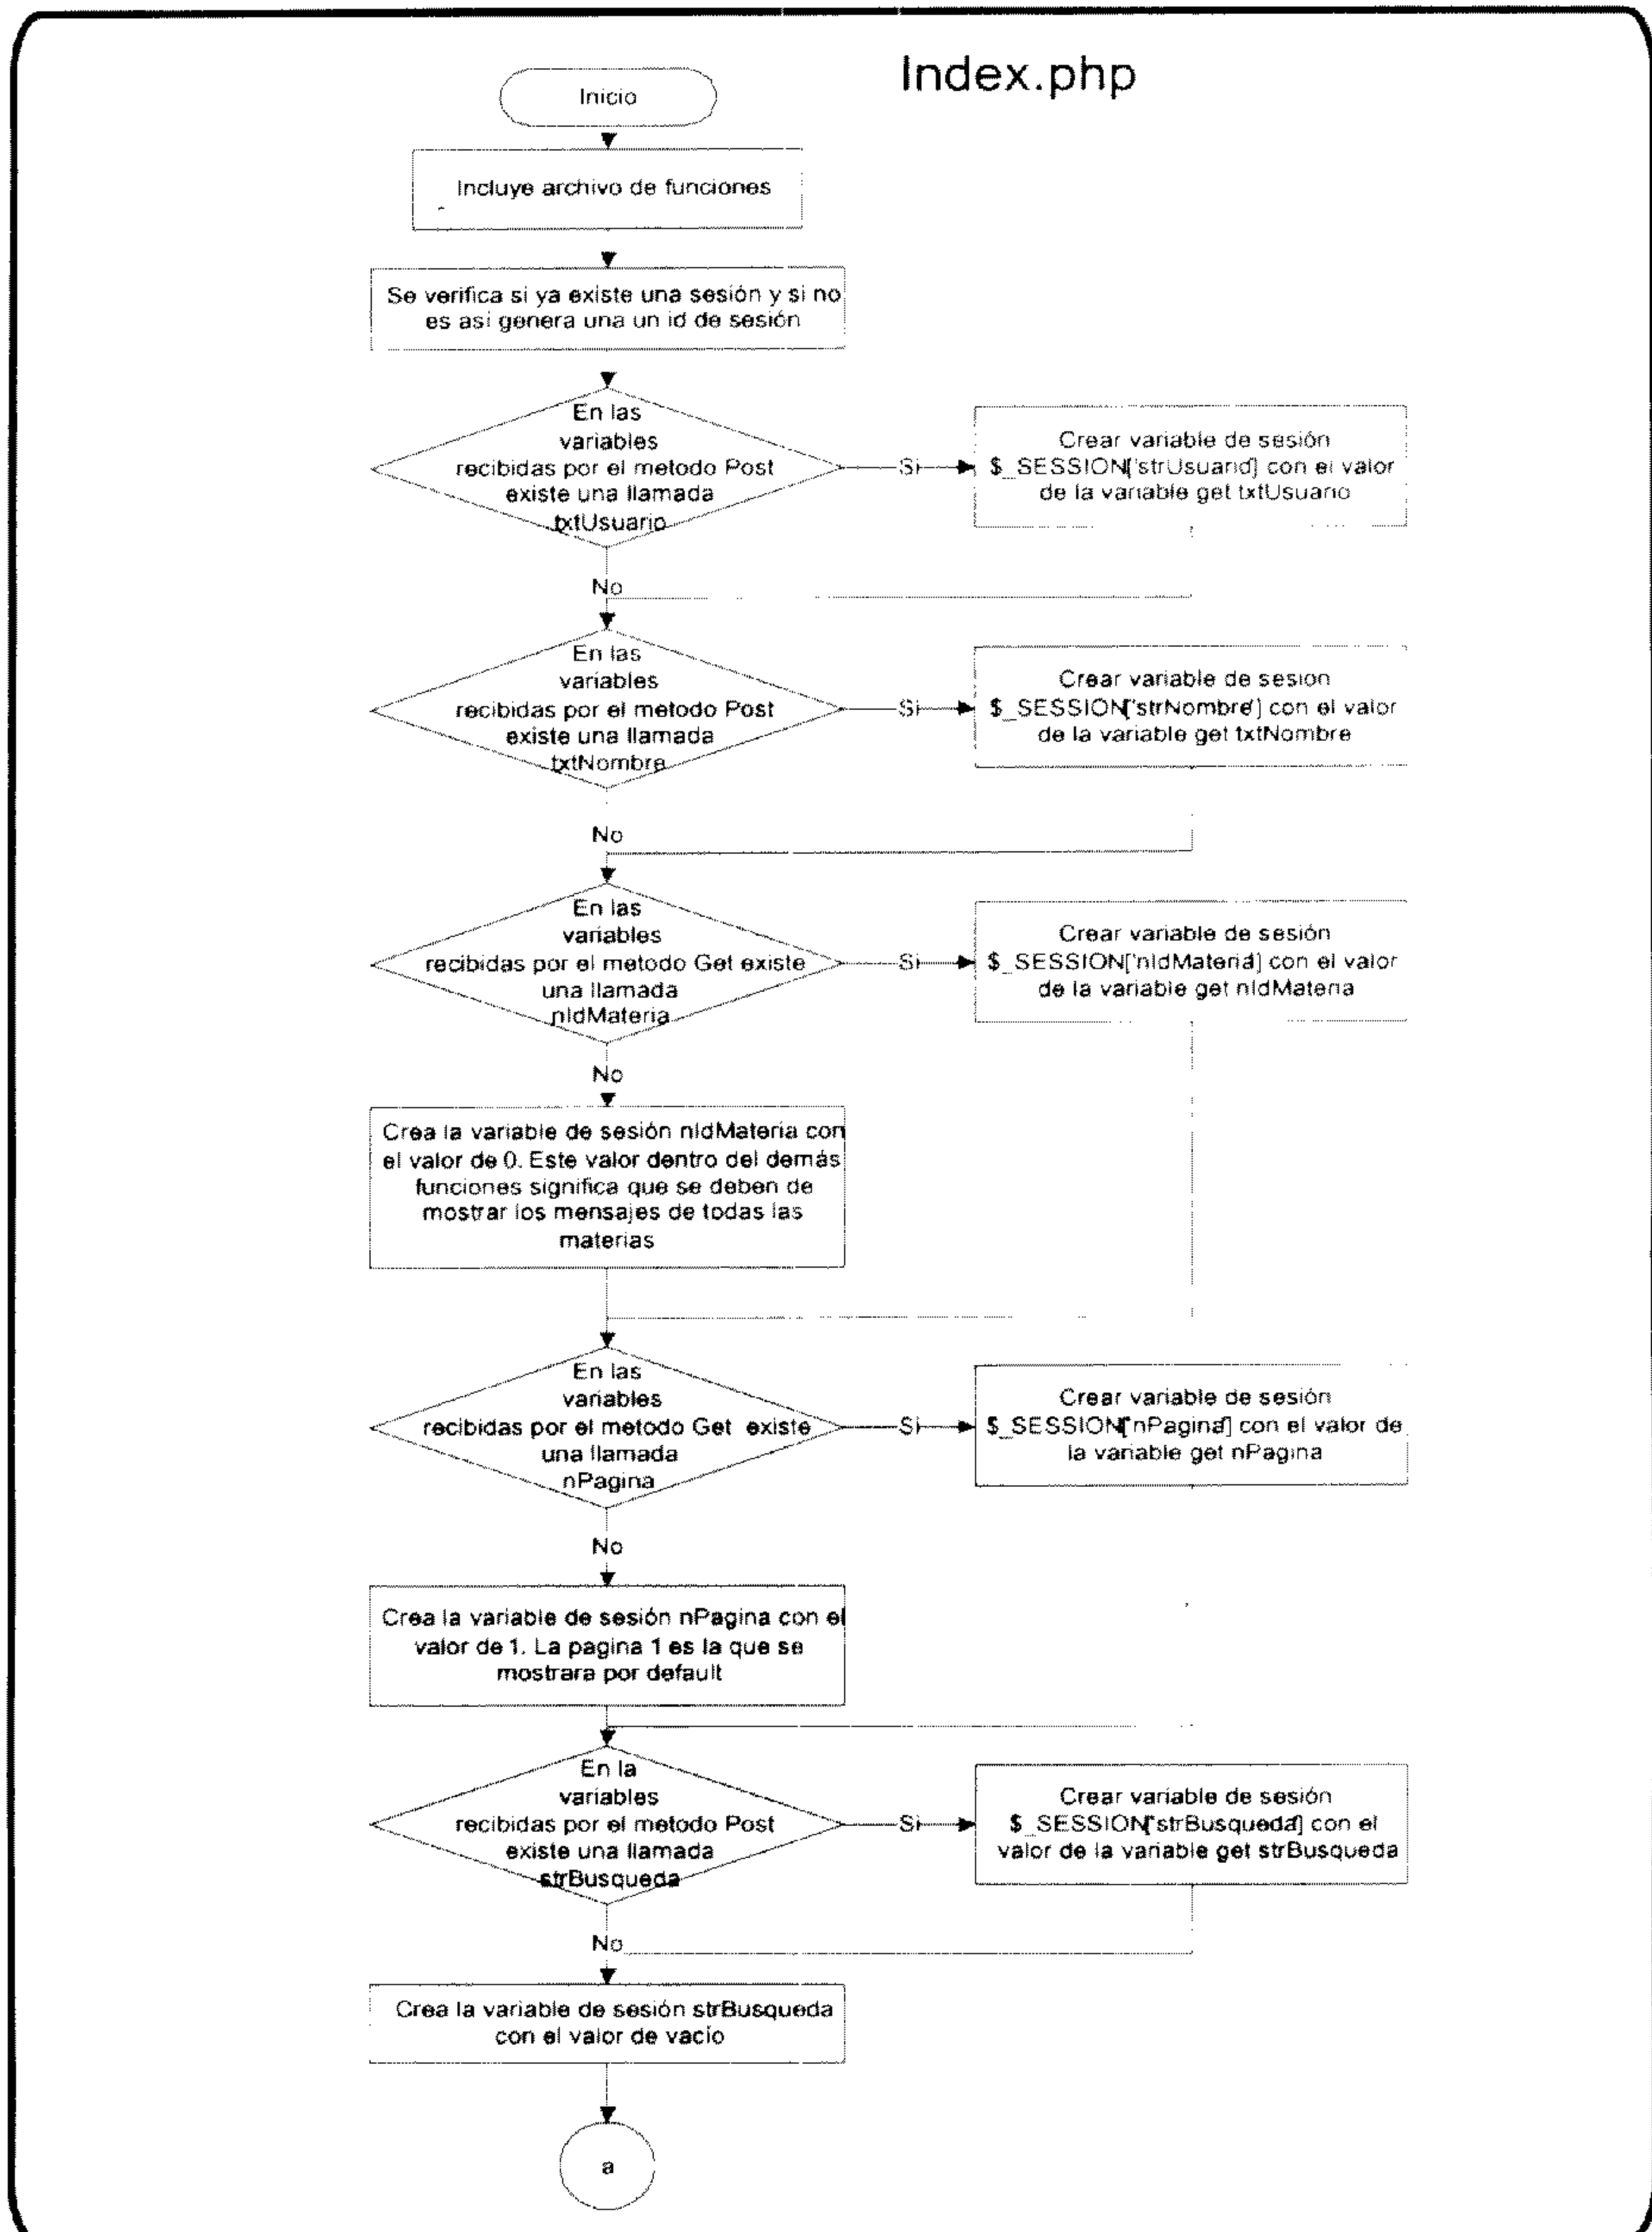 Index.php
Inicio
Incluye archivo de funciones
Se verifica si ya existe una sesión y si no
es así genera una un id de sesión
En las
variables
recibidas por el metodo Post
existe una llamada
txtUsuario
Si
Crear variable de sesión
$_SESSION['strUsuario'] con el valor
de la variable get txtUsuario
No
En las
variables
recibidas por el metodo Post
existe una llamada
txtNombre
Si
Crear variable de sesion
$_SESSION['strNombre'] con el valor
de la variable get txtNombre
No
En las
variables
recibidas por el metodo Get existe
una llamada
nIdMateria
Si
Crear variable de sesión
$_SESSION['nIdMateria'] con el valor
de la variable get nIdMateria
No
Crea la variable de sesión nIdMateria con
el valor de 0. Este valor dentro del demás
funciones significa que se deben de
mostrar los mensajes de todas las
materias
En las
variables
recibidas por el metodo Get existe
una llamada
nPagina
Si
Crear variable de sesión
$_SESSION['nPagina'] con el valor de
la variable get nPagina
No
Crea la variable de sesión nPagina con el
valor de 1. La pagina 1 es la que se
mostrara por default
En la
variables
recibidas por el metodo Post
existe una llamada
strBusqueda
Si
Crear variable de sesión
$_SESSION['strBusqueda'] con el
valor de la variable get strBusqueda
No
Crea la variable de sesión strBusqueda
con el valor de vacío
a